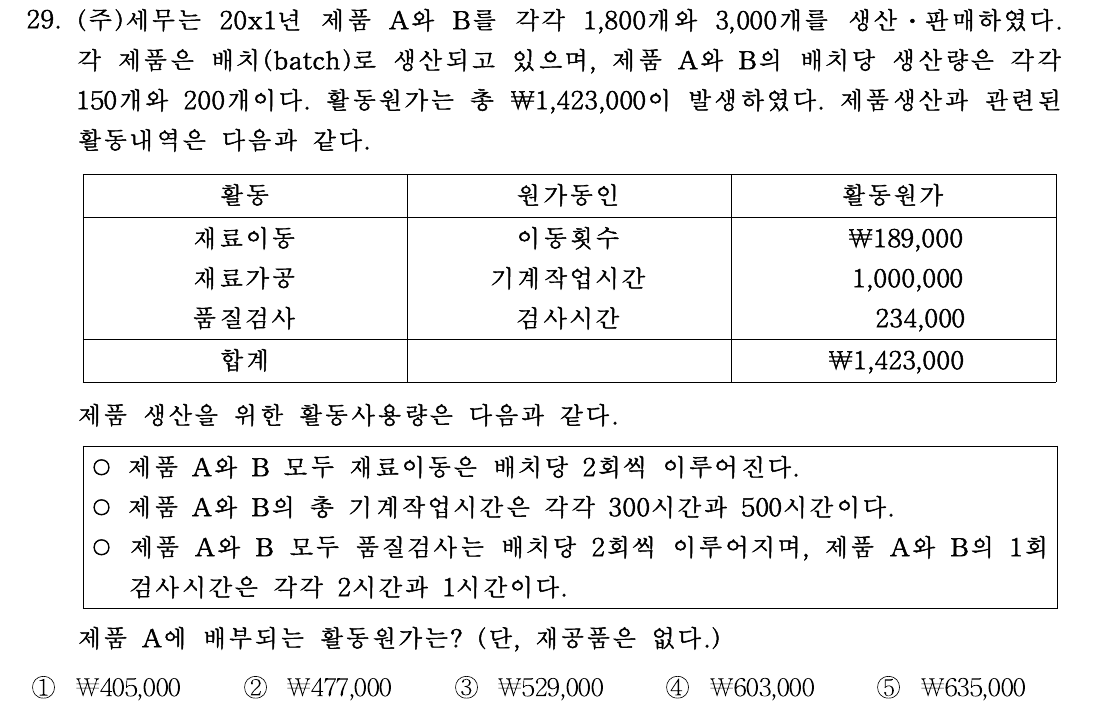 29. (주)세무는 20x1년 제품 A와 B를 각각 1,800개와 3,000개를 생산・판매하였다.
각 제품은 배치(batch)로 생산되고 있으며, 제품 A와 B의 배치당 생산량은 각각
150개와 200개이다. 활동원가는 총 ₩1,423,000이 발생하였다. 제품생산과 관련된
활동내역은 다음과 같다.
활동 원가동인 활동원가
재료이동 이동횟수 ₩189,000
재료가공 기계작업시간 1,000,000
품질검사 검사시간 234,000
합계 ₩1,423,000
제품 생산을 위한 활동사용량은 다음과 같다.
○ 제품 A와 B 모두 재료이동은 배치당 2회씩 이루어진다.
○ 제품 A와 B의 총 기계작업시간은 각각 300시간과 500시간이다.
○ 제품 A와 B 모두 품질검사는 배치당 2회씩 이루어지며, 제품 A와 B의 1회
검사시간은 각각 2시간과 1시간이다.
제품 A에 배부되는 활동원가는? (단, 재공품은 없다.)
① ₩405,000 ② ₩477,000 ③ ₩529,000 ④ ₩603,000 ⑤ ₩635,000